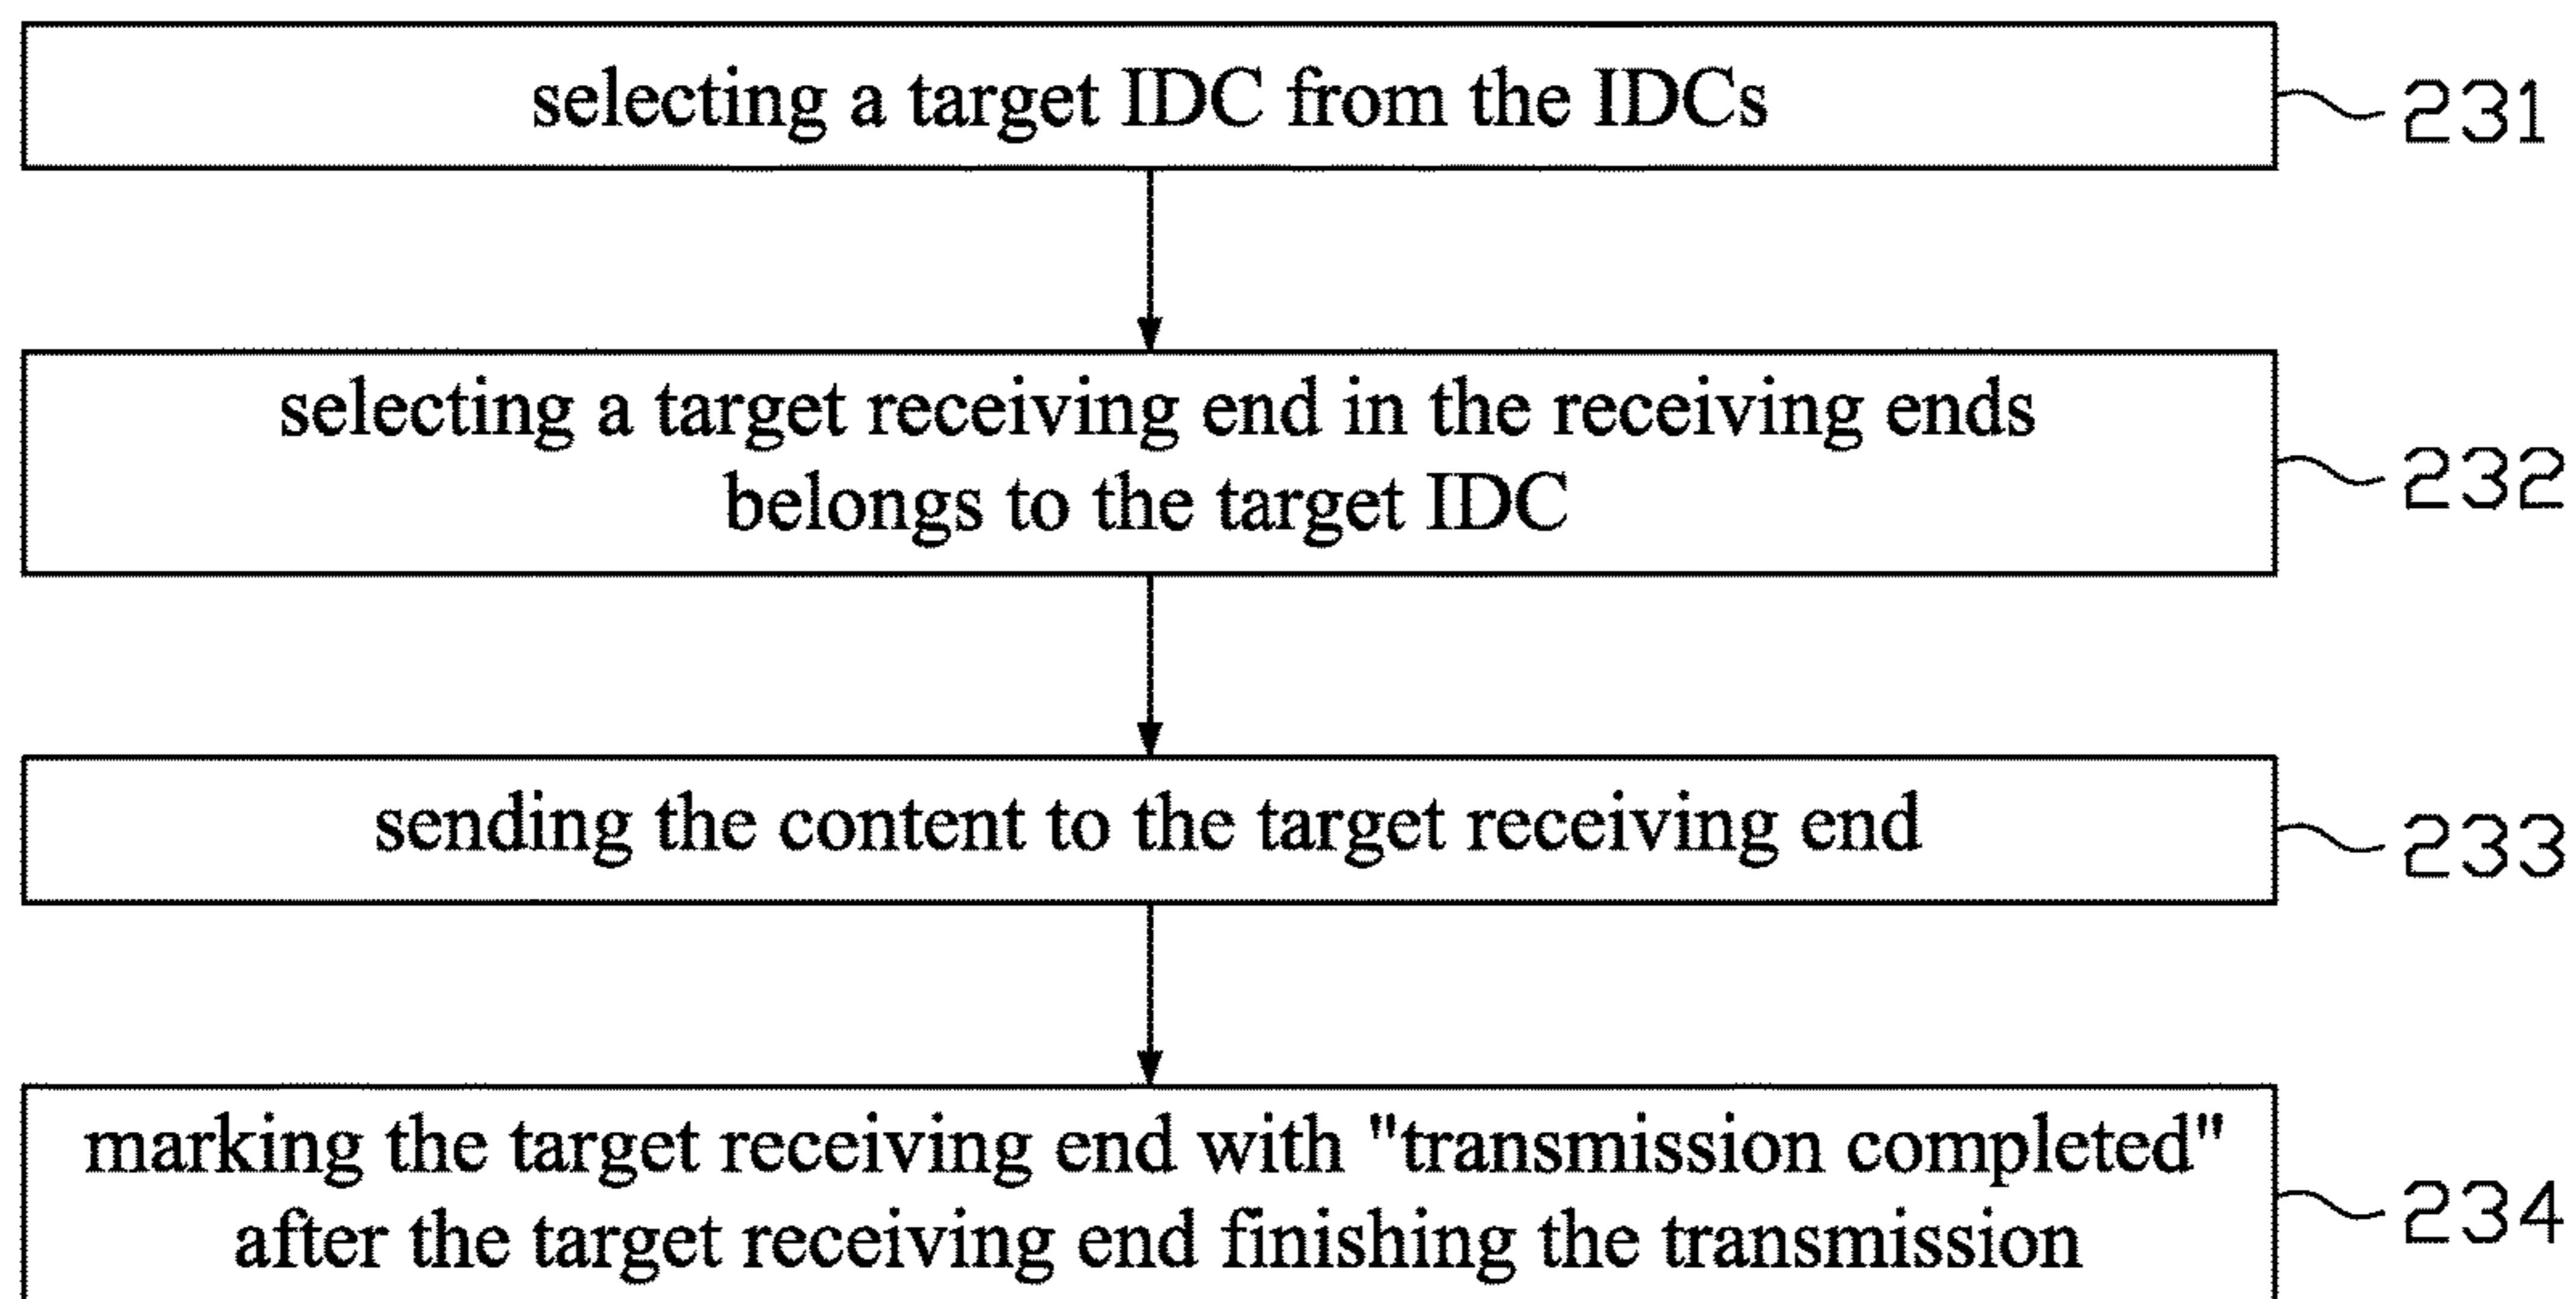 selecting a target IDC from the IDCs
231
selecting a target receiving end in the receiving ends
belongs to the target IDC
232
sending the content to the target receiving end
233
marking the target receiving end with "transmission completed"
after the target receiving end finishing the transmission
234